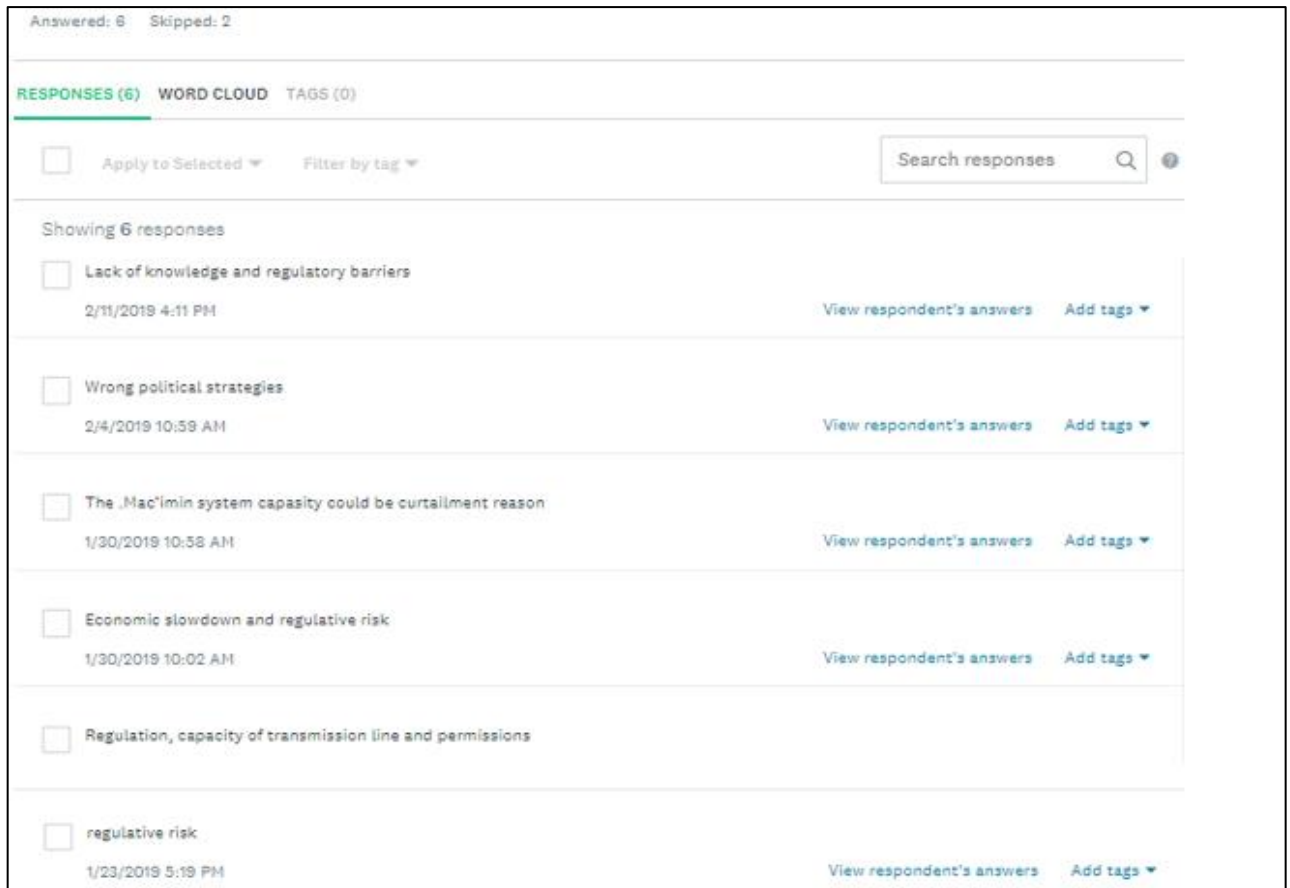 Answered: 6 Skipped: 2
RESPONSES (6) WORD CLOUD TAGS (0)
Apply to Selected Filter by tag Search responses
Showing 6 responses
Lack of knowledge and regulatory barriers
2/11/2019 4:11 PM View respondent's answers Add tags
Wrong political strategies
2/4/2019 10:59 AM View respondent's answers Add tags
The .Mac"imin system capasity could be curtailment reason
1/30/2019 10:58 AM View respondent's answers Add tags
Economic slowdown and regulative risk
1/30/2019 10:02 AM View respondent's answers Add tags
Regulation, capacity of transmission line and permissions
regulative risk
1/23/2019 5:19 PM View respondent's answers Add tags